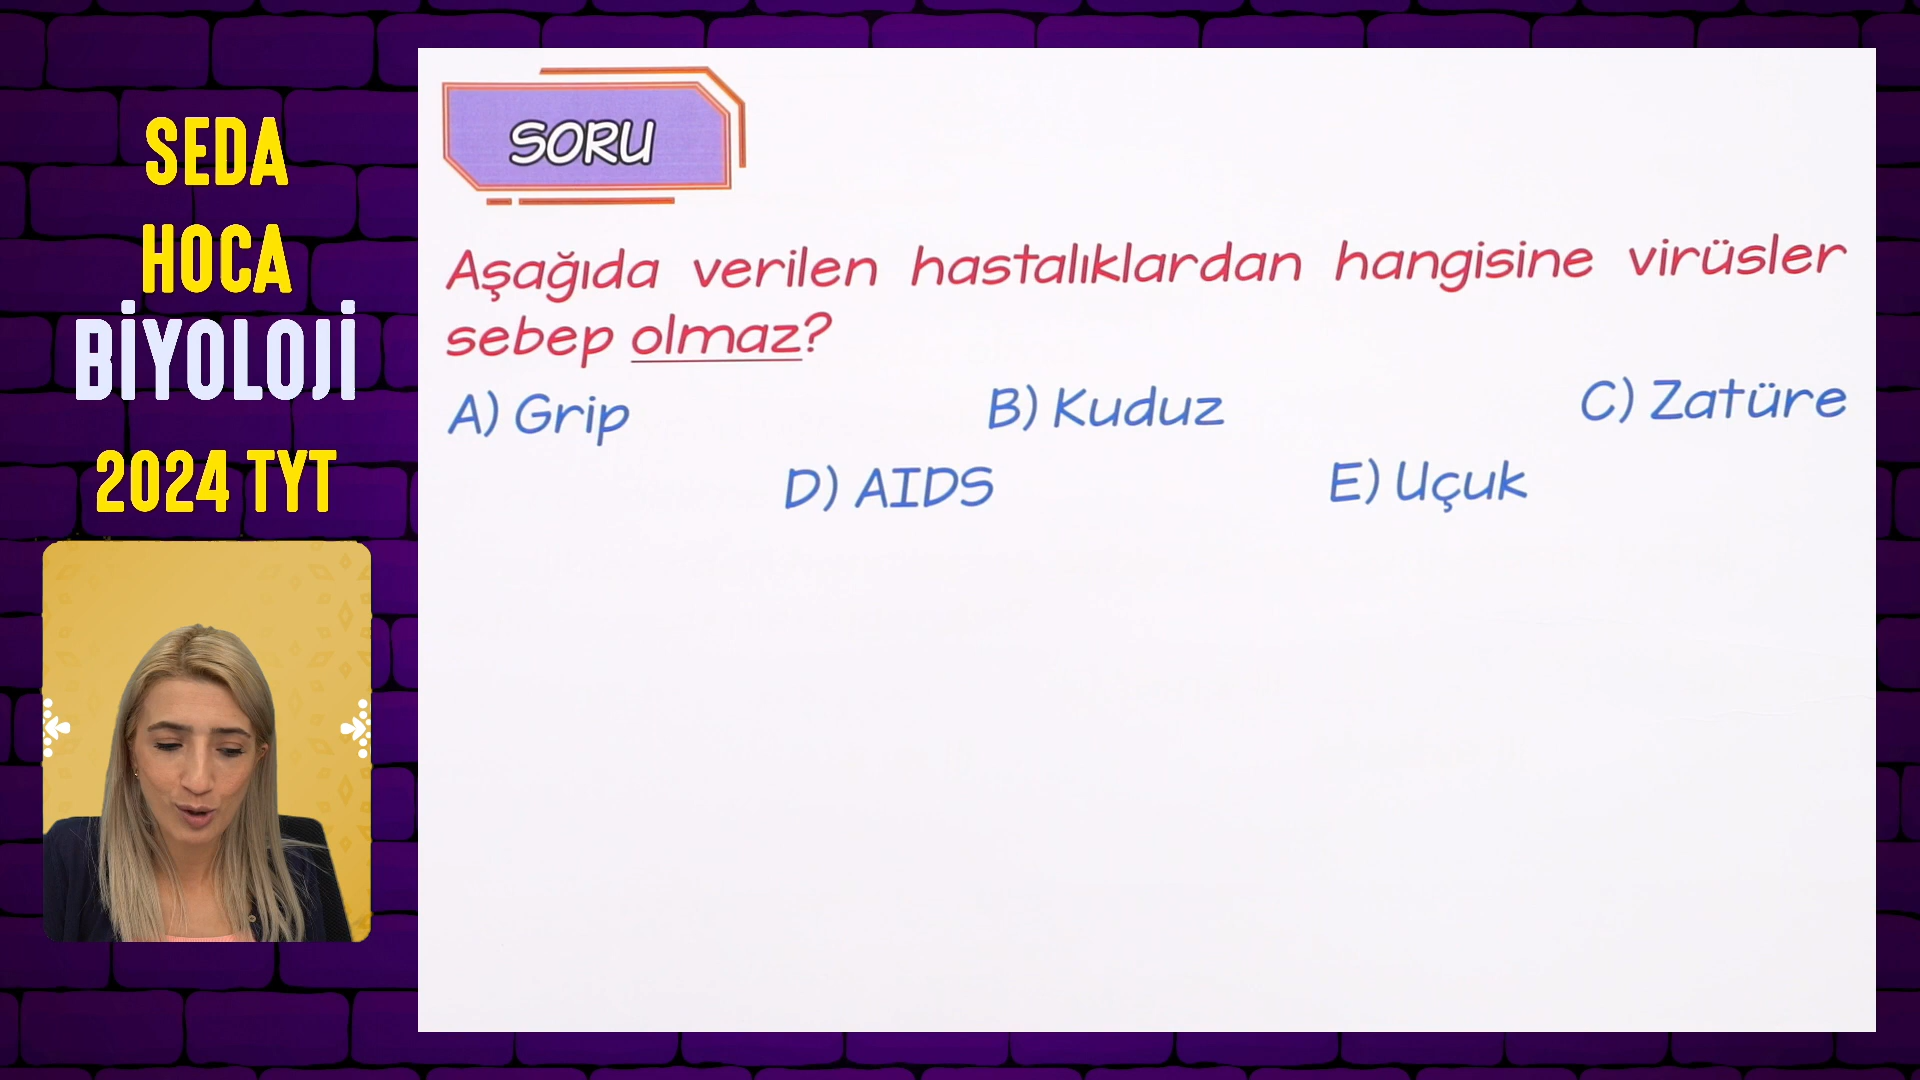 SEDA
HOCA
BİYOLOJİ
2024 TYT
SORU
Aşağıda verilen hastalıklardan hangisine virüsler
sebep olmaz?
A) Grip B) Kuduz C) Zatüre
D) AIDS E) Uçuk